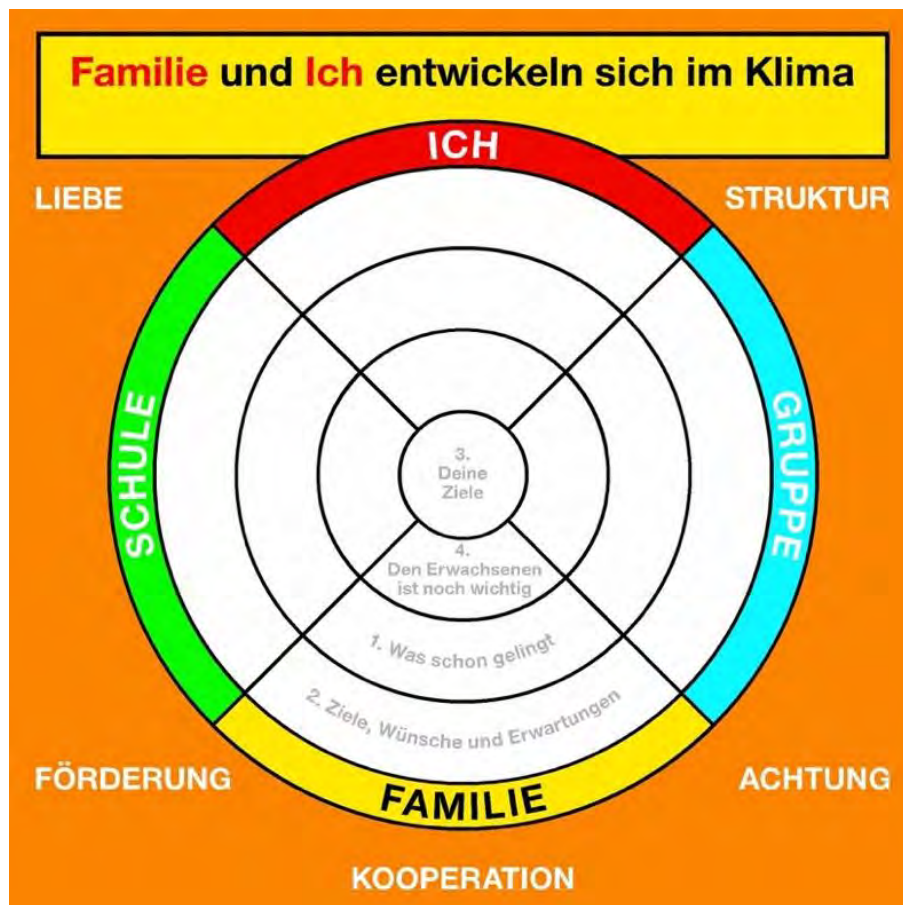 Familie und Ich entwickeln sich im Klima
ICH
LIEBE
STRUKTUR
SCHULE
GRUPPE
3.
Deine
Ziele
4.
Den Erwachsenen
ist noch wichtig
1. Was schon gelingt
2. Ziele, Wünsche und Erwartungen
FÖRDERUNG
ACHTUNG
FAMILIE
KOOPERATION